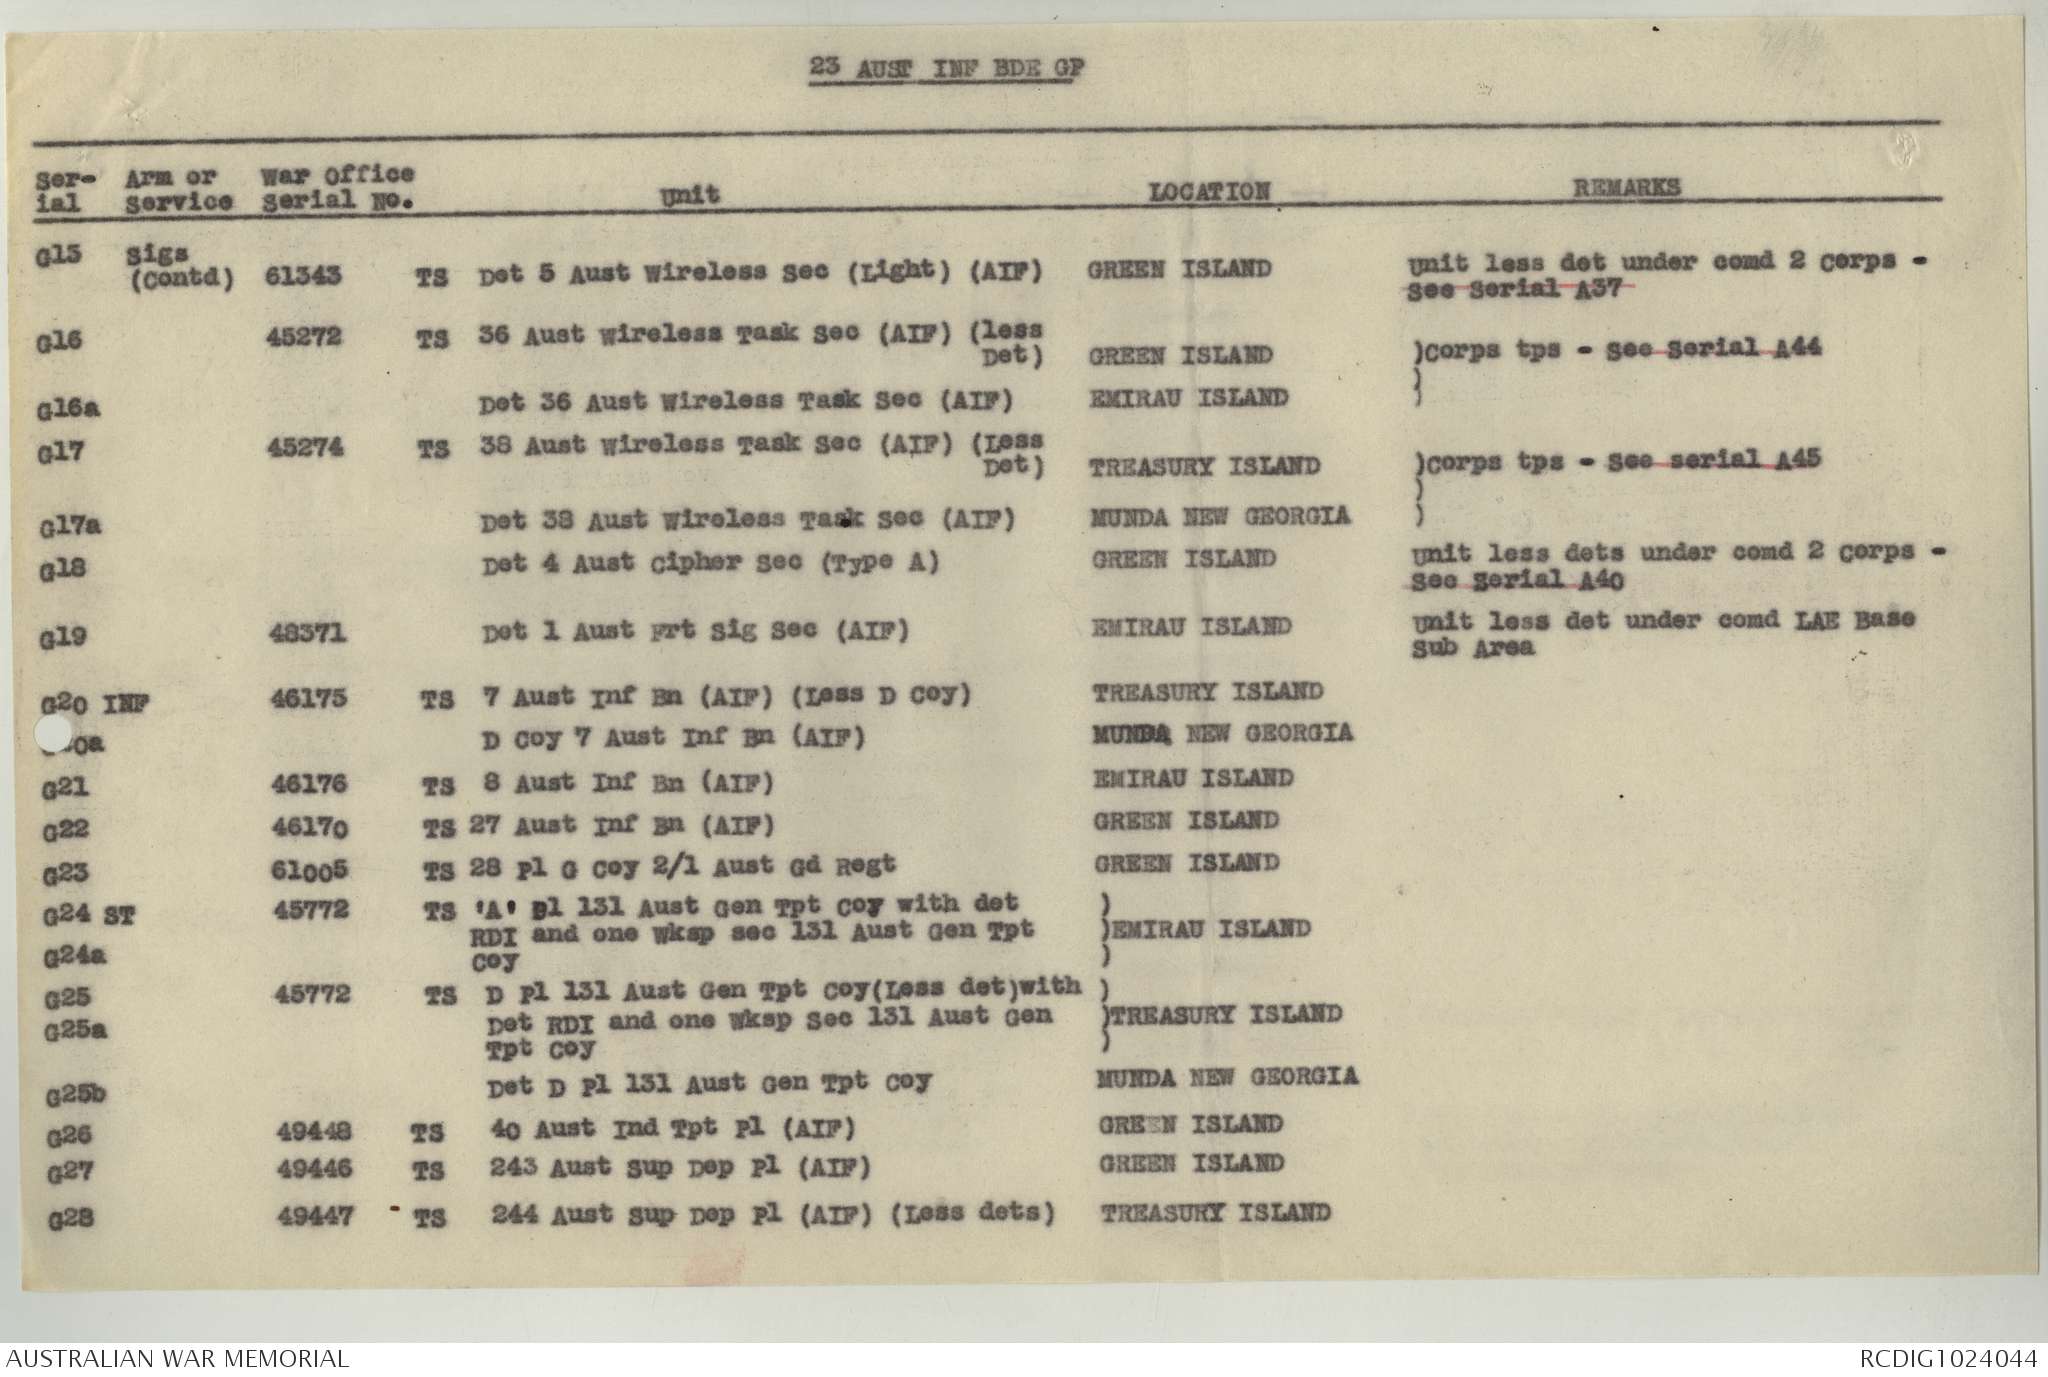 23 AUST INF BDE GP
Ser- Arm or War Office
ial Service Serial No. Unit LOCATION REMARKS
G15 Sigs Unit less det under comd 2 Corps -
(Contd) 61343 TS Det 5 Aust Wireless Sec (Light) (AIF) GREEN ISLAND See Serial A37
G16 45272 TS 36 Aust Wireless Task Sec (AIF) (less
Det) GREEN ISLAND )Corps tps - See Serial A44
)
G16a Det 36 Aust Wireless Task Sec (AIF) EMIRAU ISLAND )
G17 45274 TS 38 Aust Wireless Task Sec (AIF) (Less
Det) TREASURY ISLAND )Corps tps - See serial A45
)
G17a Det 38 Aust Wireless Task Sec (AIF) MUNDA NEW GEORGIA )
G18 Det 4 Aust Cipher Sec (Type A) GREEN ISLAND Unit less dets under comd 2 Corps -
See Serial A40
G19 48371 Det 1 Aust Frt Sig Sec (AIF) EMIRAU ISLAND Unit less det under comd LAE Base
Sub Area
G20 INF 46175 TS 7 Aust Inf Bn (AIF) (Less D Coy) TREASURY ISLAND
0a D Coy 7 Aust Inf Bn (AIF) MUNDA NEW GEORGIA
G21 46176 TS 8 Aust Inf Bn (AIF) EMIRAU ISLAND
G22 46170 TS 27 Aust Inf Bn (AIF) GREEN ISLAND
G23 61005 TS 28 Pl G Coy 2/1 Aust Gd Regt GREEN ISLAND
G24 ST 45772 TS 'A' Pl 131 Aust Gen Tpt Coy with det )
RDI and one Wksp sec 131 Aust Gen Tpt )EMIRAU ISLAND
G24a Coy )
G25 45772 TS D Pl 131 Aust Gen Tpt Coy(Less det)with )
G25a Det RDI and one Wksp Sec 131 Aust Gen )TREASURY ISLAND
Tpt Coy )
G25b Det D Pl 131 Aust Gen Tpt Coy MUNDA NEW GEORGIA
G26 49448 TS 40 Aust Ind Tpt Pl (AIF) GREEN ISLAND
G27 49446 TS 243 Aust Sup Dep Pl (AIF) GREEN ISLAND
G28 49447 TS 244 Aust Sup Dep Pl (AIF) (Less dets) TREASURY ISLAND
AUSTRALIAN WAR MEMORIAL RCDIG1024044